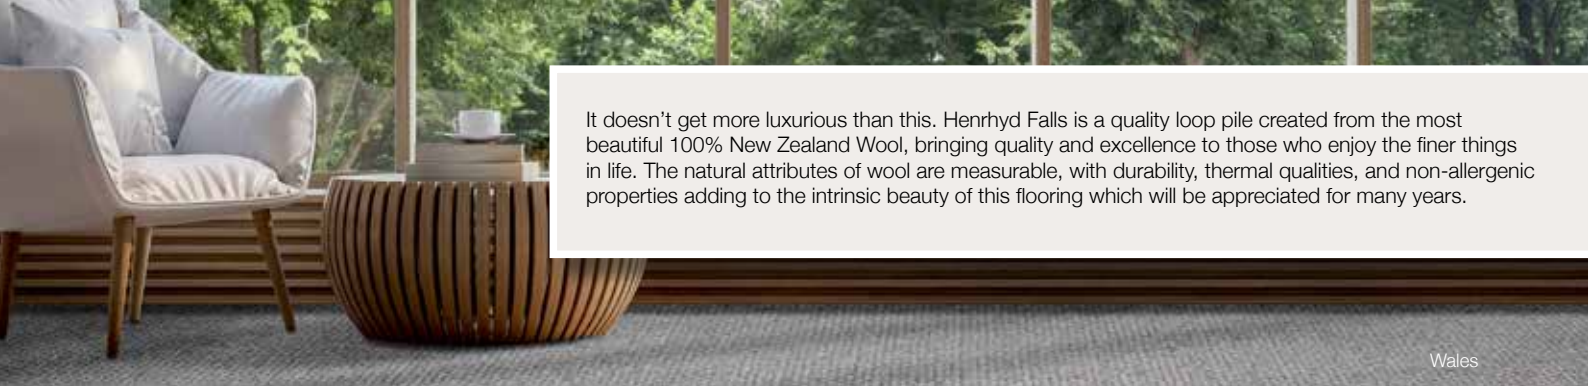 It doesn’t get more luxurious than this. Henrhyd Falls is a quality loop pile created from the most
beautiful 100% New Zealand Wool, bringing quality and excellence to those who enjoy the finer things
in life. The natural attributes of wool are measurable, with durability, thermal qualities, and non-allergenic
properties adding to the intrinsic beauty of this flooring which will be appreciated for many years.
Wales